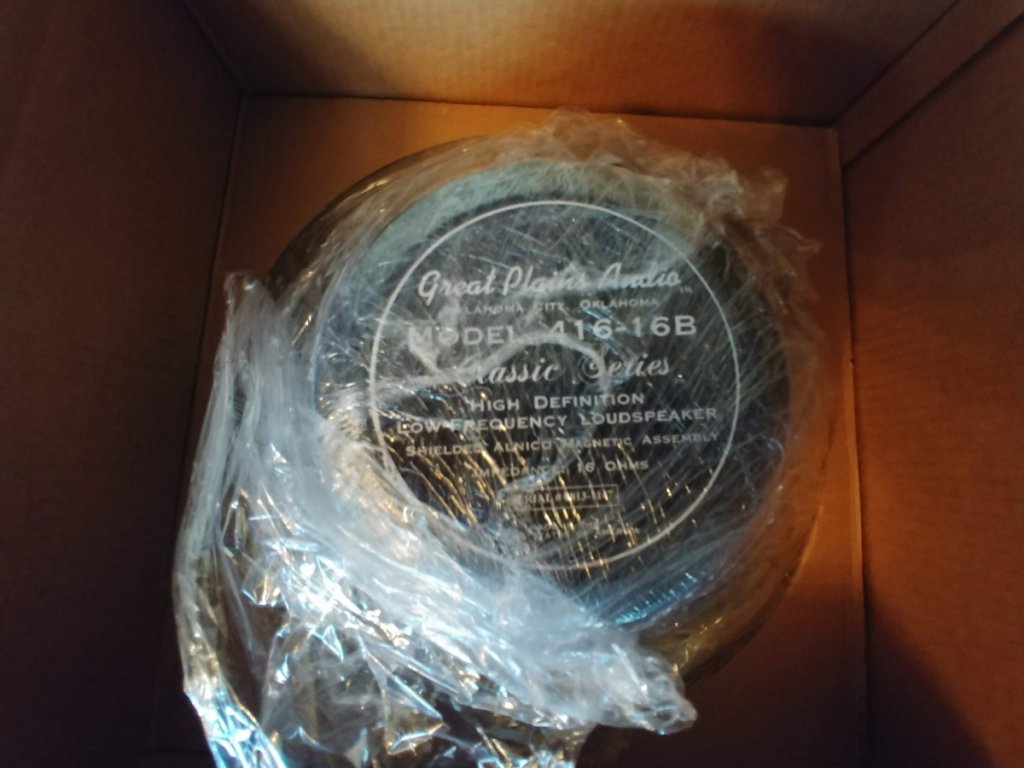 Great Plains Audio™
OKLAHOMA CITY, OKLAHOMA
MODEL 416-16B
Classic Series
HIGH DEFINITION
LOW FREQUENCY LOUDSPEAKER
SHIELDED ALNICO MAGNETIC ASSEMBLY
IMPEDANCE: 16 OHMS